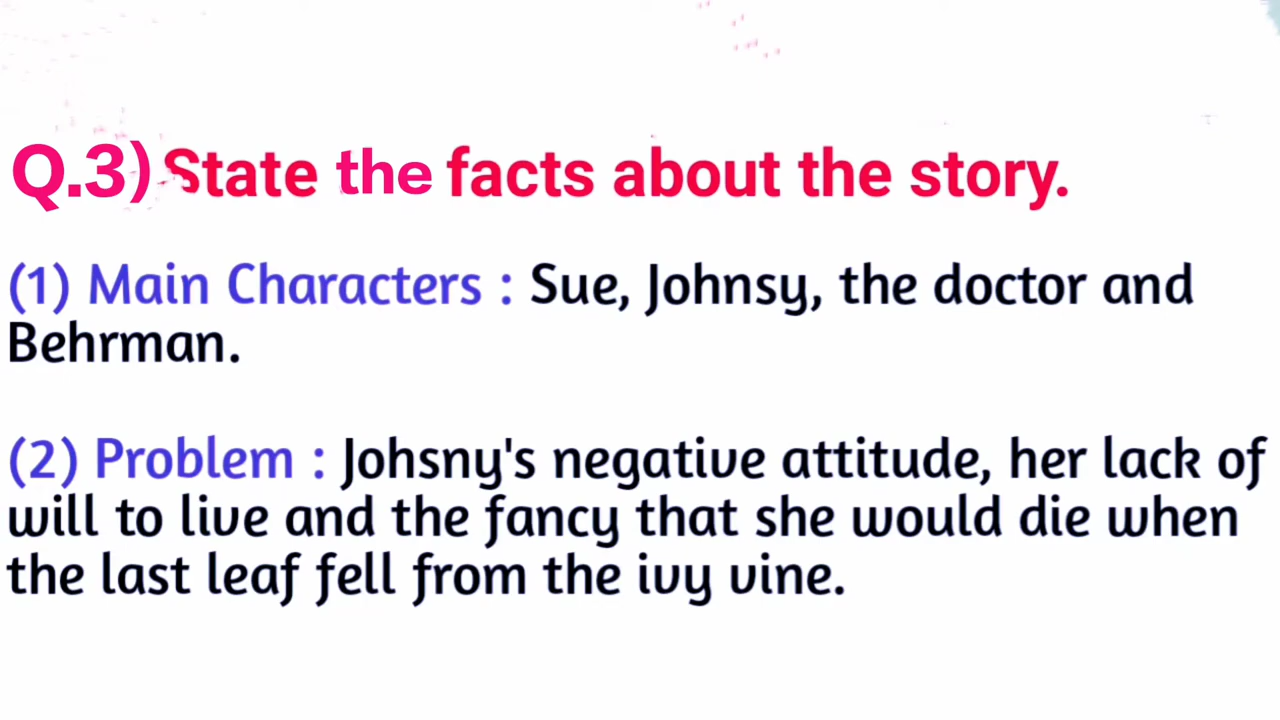 Q.3) State the facts about the story.
(1) Main Characters : Sue, Johnsy, the doctor and
Behrman.
(2) Problem : Johsny's negative attitude, her lack of
will to live and the fancy that she would die when
the last leaf fell from the ivy vine.